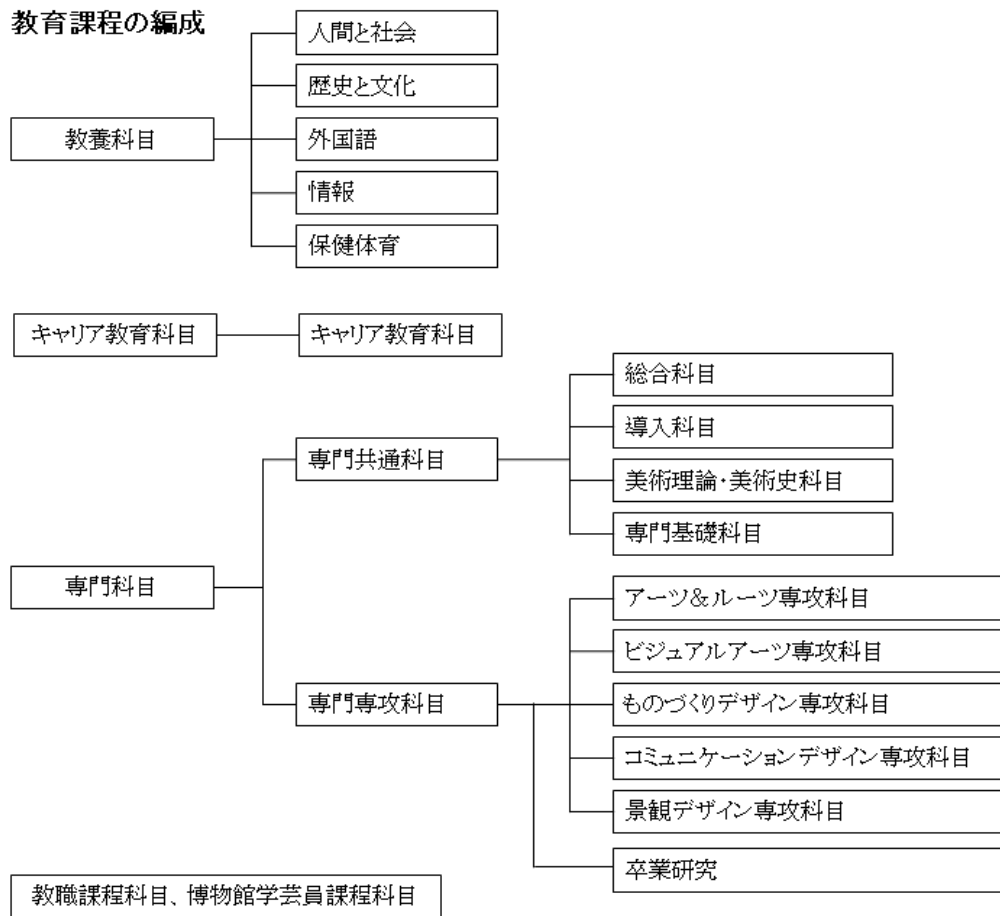 教育課程の編成
教養科目
人間と社会
歴史と文化
外国語
情報
保健体育
キャリア教育科目
キャリア教育科目
専門科目
専門共通科目
総合科目
導入科目
美術理論・美術史科目
専門基礎科目
専門専攻科目
アーツ&ルーツ専攻科目
ビジュアルアーツ専攻科目
ものづくりデザイン専攻科目
コミュニケーションデザイン専攻科目
景観デザイン専攻科目
卒業研究
教職課程科目、博物館学芸員課程科目